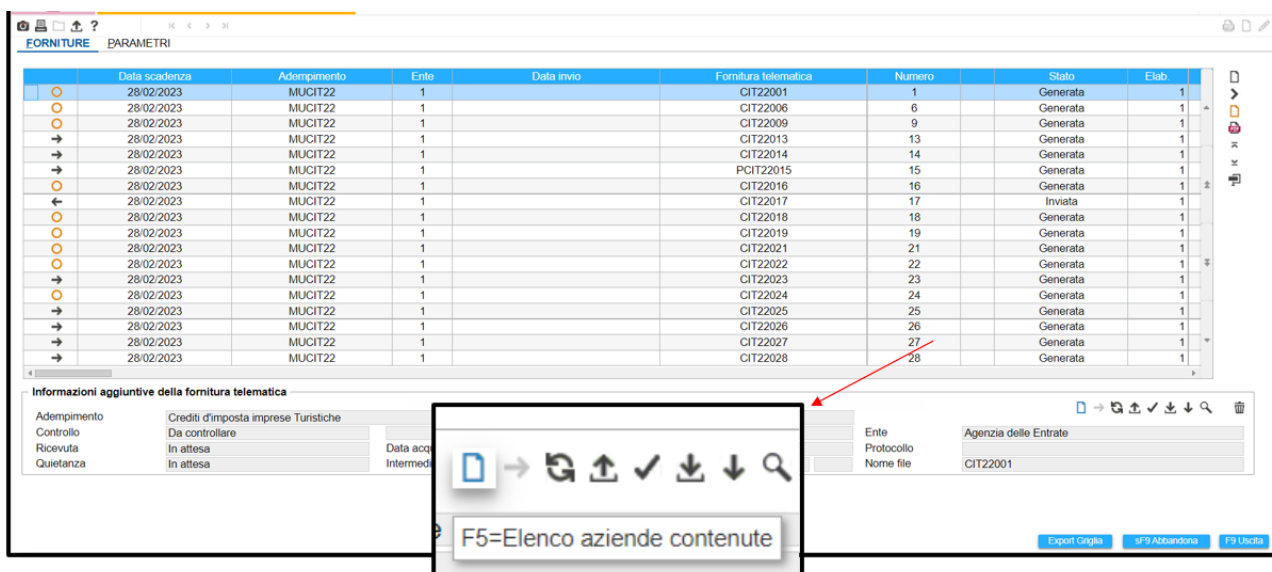 ?
FORNITURE PARAMETRI
Data scadenza Adempimento Ente Data invio Fornitura telematica Numero Stato Elab.
28/02/2023 MUCIT22 1 CIT22001 1 Generata 1
28/02/2023 MUCIT22 1 CIT22006 6 Generata 1
28/02/2023 MUCIT22 1 CIT22009 9 Generata 1
28/02/2023 MUCIT22 1 CIT22013 13 Generata 1
28/02/2023 MUCIT22 1 CIT22014 14 Generata 1
28/02/2023 MUCIT22 1 PCIT22015 15 Generata 1
28/02/2023 MUCIT22 1 CIT22016 16 Generata 1
28/02/2023 MUCIT22 1 CIT22017 17 Inviata 1
28/02/2023 MUCIT22 1 CIT22018 18 Generata 1
28/02/2023 MUCIT22 1 CIT22019 19 Generata 1
28/02/2023 MUCIT22 1 CIT22021 21 Generata 1
28/02/2023 MUCIT22 1 CIT22022 22 Generata 1
28/02/2023 MUCIT22 1 CIT22023 23 Generata 1
28/02/2023 MUCIT22 1 CIT22024 24 Generata 1
28/02/2023 MUCIT22 1 CIT22025 25 Generata 1
28/02/2023 MUCIT22 1 CIT22026 26 Generata 1
28/02/2023 MUCIT22 1 CIT22027 27 Generata 1
28/02/2023 MUCIT22 1 CIT22028 28 Generata 1
Informazioni aggiuntive della fornitura telematica
Adempimento Crediti d'imposta imprese Turistiche
Controllo Da controllare Ente Agenzia delle Entrate
Ricevuta In attesa Data acq Protocollo
Quietanza In attesa Intermedi Nome file CIT22001
F5=Elenco aziende contenute
Export Griglia sF9 Abbandona F9 Uscita